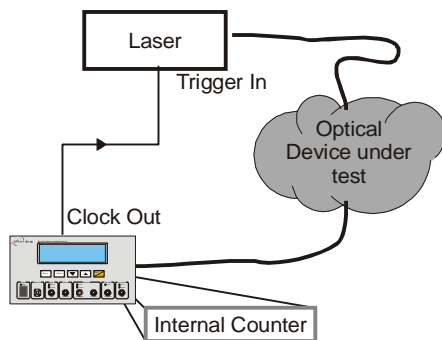 Laser
Trigger In
Optical
Device under
test
Clock Out
Internal Counter